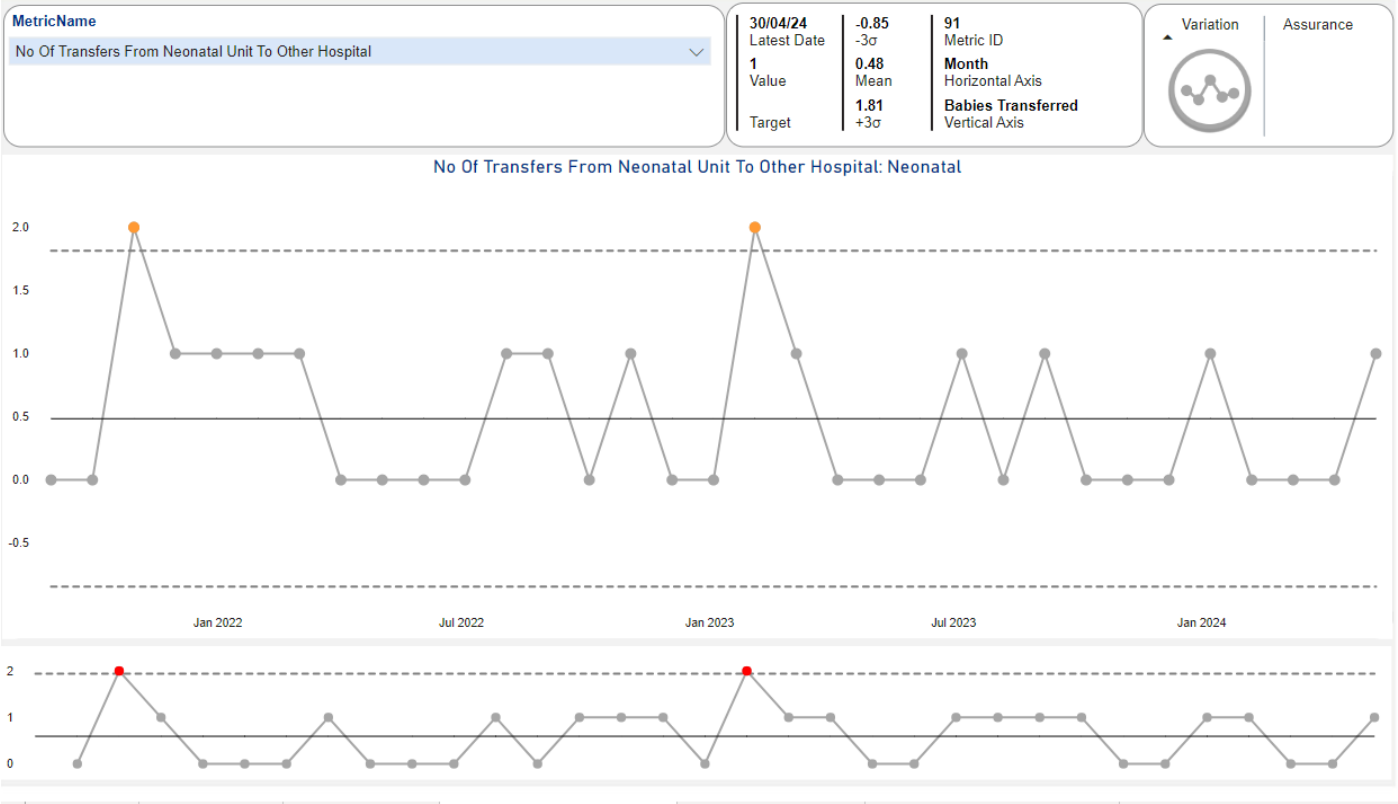 MetricName
No Of Transfers From Neonatal Unit To Other Hospital
30/04/24
Latest Date
1
Value
Target
-0.85
-3σ
0.48
Mean
1.81
+3σ
91
Metric ID
Month
Horizontal Axis
Babies Transferred
Vertical Axis
Variation
Assurance
No Of Transfers From Neonatal Unit To Other Hospital: Neonatal
2.0
1.5
1.0
0.5
0.0
-0.5
Jan 2022 Jul 2022 Jan 2023 Jul 2023 Jan 2024
2
1
0